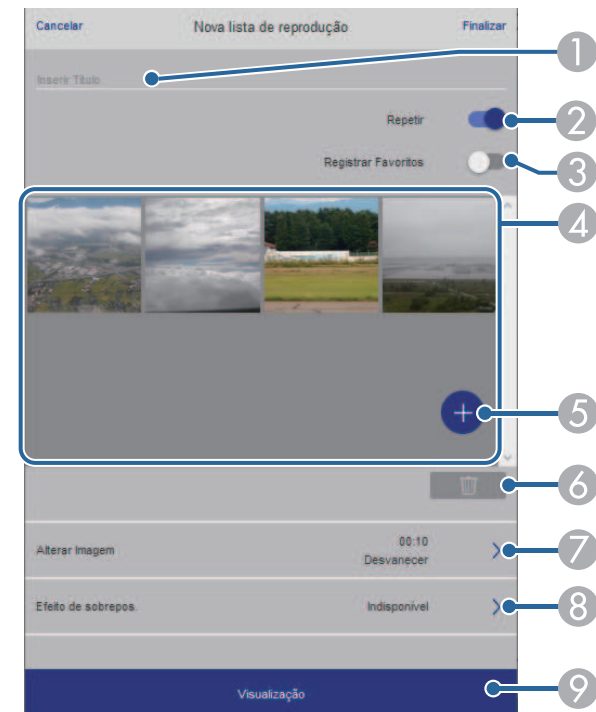 Cancelar Nova lista de reprodução Finalizar
1
Inserir Título
Repetir 2
Registrar Favoritos 3
4
+ 5
6
Alterar Imagem 00:10 7
Desvanecer
Efeito de sobrepos. Indisponível 8
Visualização 9